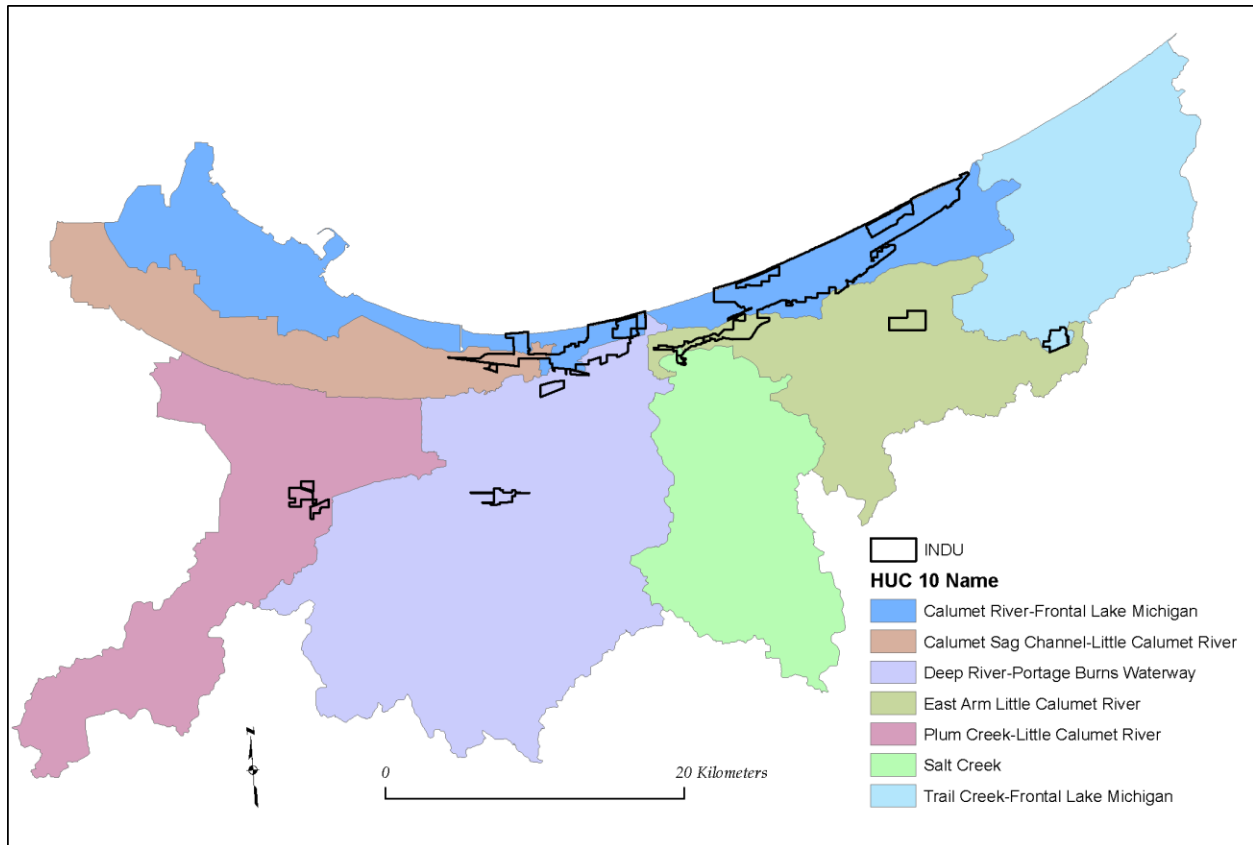 INDU
HUC 10 Name
Calumet River-Frontal Lake Michigan
Calumet Sag Channel-Little Calumet River
Deep River-Portage Burns Waterway
East Arm Little Calumet River
Plum Creek-Little Calumet River
Salt Creek
Trail Creek-Frontal Lake Michigan
N
0 20 Kilometers